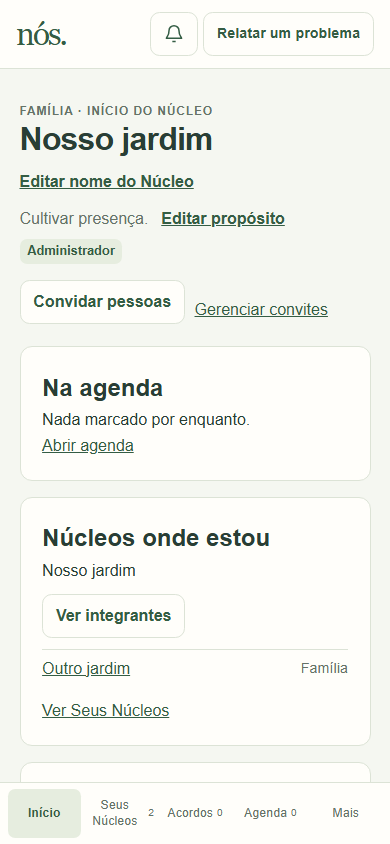 nós.
Relatar um problema
FAMÍLIA · INÍCIO DO NÚCLEO
Nosso jardim
Editar nome do Núcleo
Cultivar presença. Editar propósito
Administrador
Convidar pessoas Gerenciar convites
Na agenda
Nada marcado por enquanto.
Abrir agenda
Núcleos onde estou
Nosso jardim
Ver integrantes
Outro jardim Família
Ver Seus Núcleos
Início
Seus
Núcleos 2
Acordos 0
Agenda 0
Mais